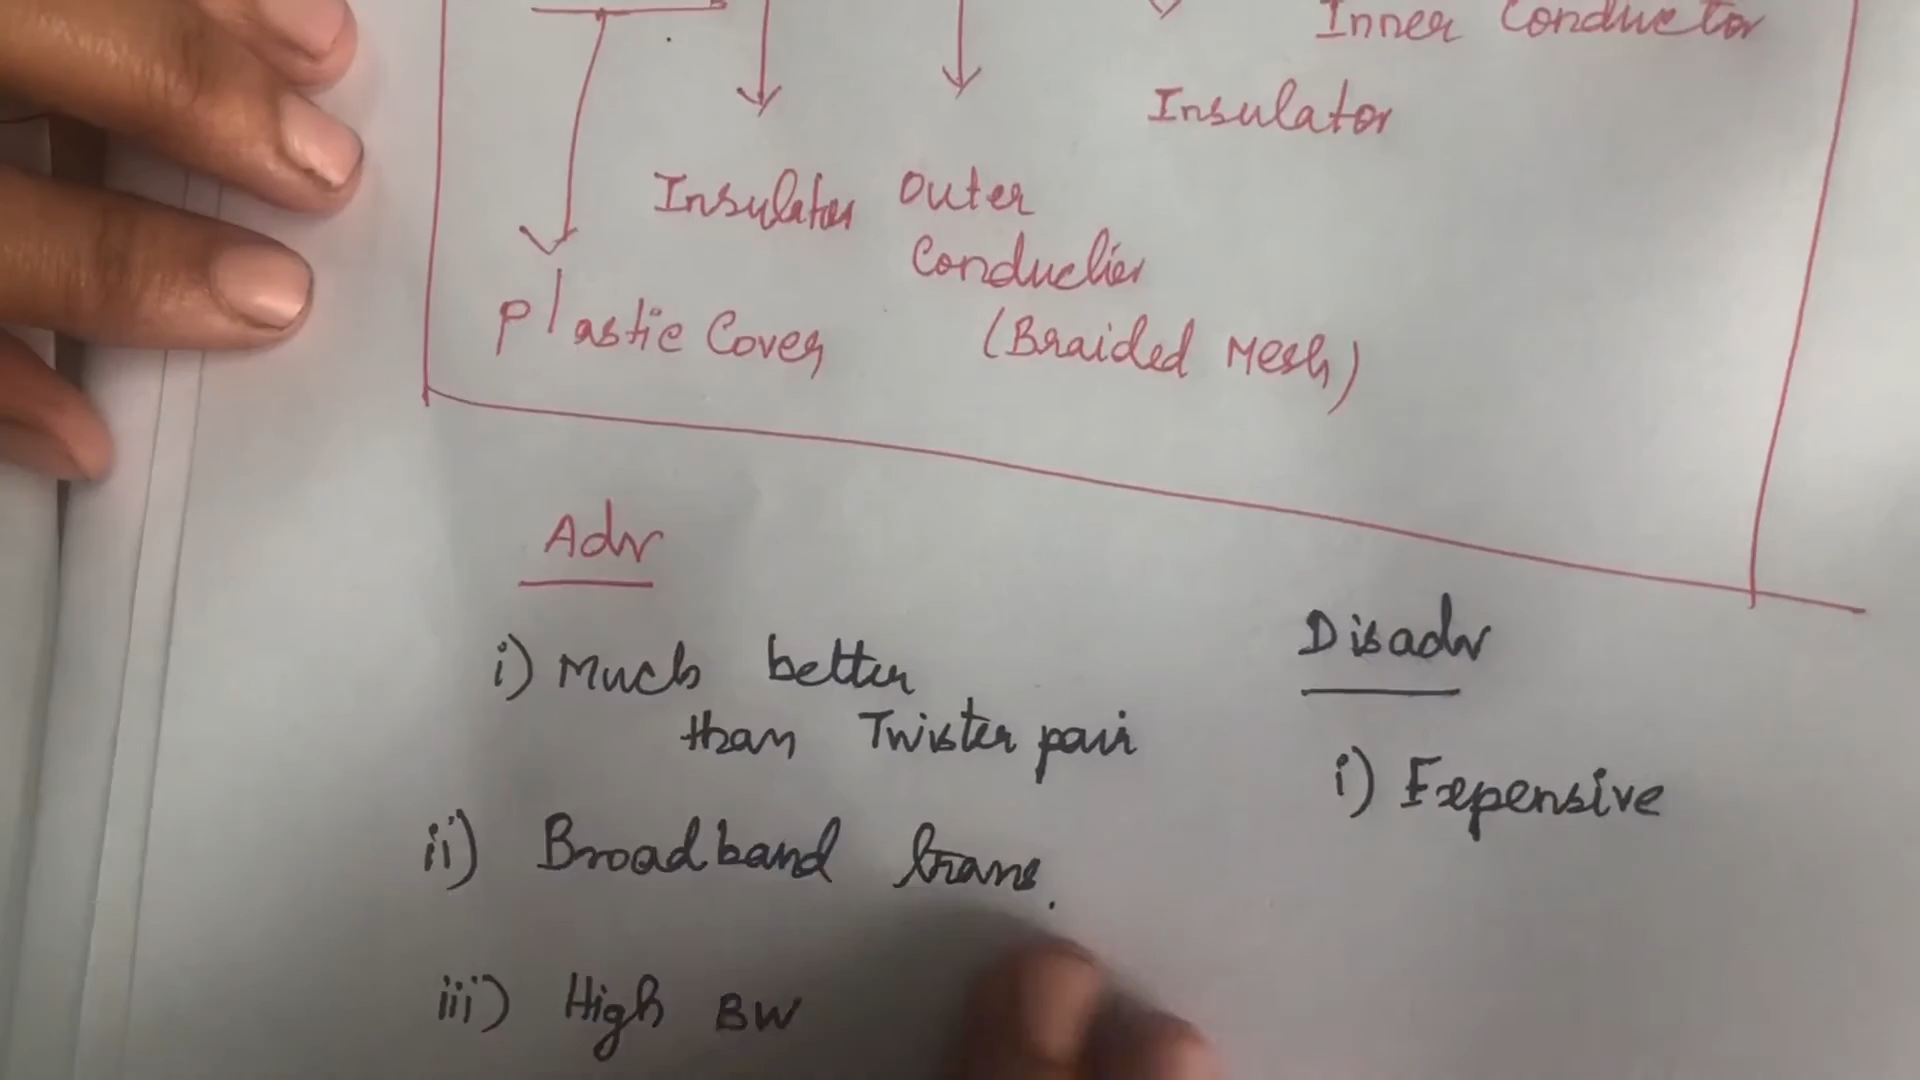 Inner Conductor
Insulator
Insulator Outer
Conductier
Plastic Cover (Braided Mesh)
Adv
Disadv
i) Much better
than Twister pair
i) Expensive
ii) Broadband trans.
iii) High BW